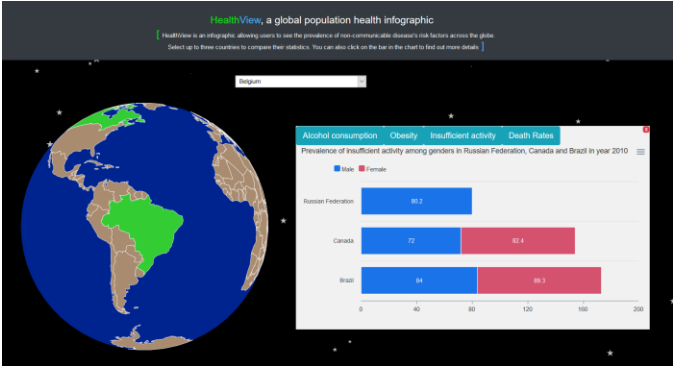 HealthView, a global population health infographic
[ HealthView is an infographic allowing users to see the prevalence of non-communicable disease's risk factors across the globe.
Select up to three countries to compare their statistics. You can also click on the bar in the chart to find out more details ]
Belgium
Alcohol consumption Obesity Insufficient activity Death Rates
Prevalence of insufficient activity among genders in Russian Federation, Canada and Brazil in year 2010
Male Female
Russian Federation 80.2
Canada 72 82.4
Brazil 84 89.3
0 40 80 120 160 200